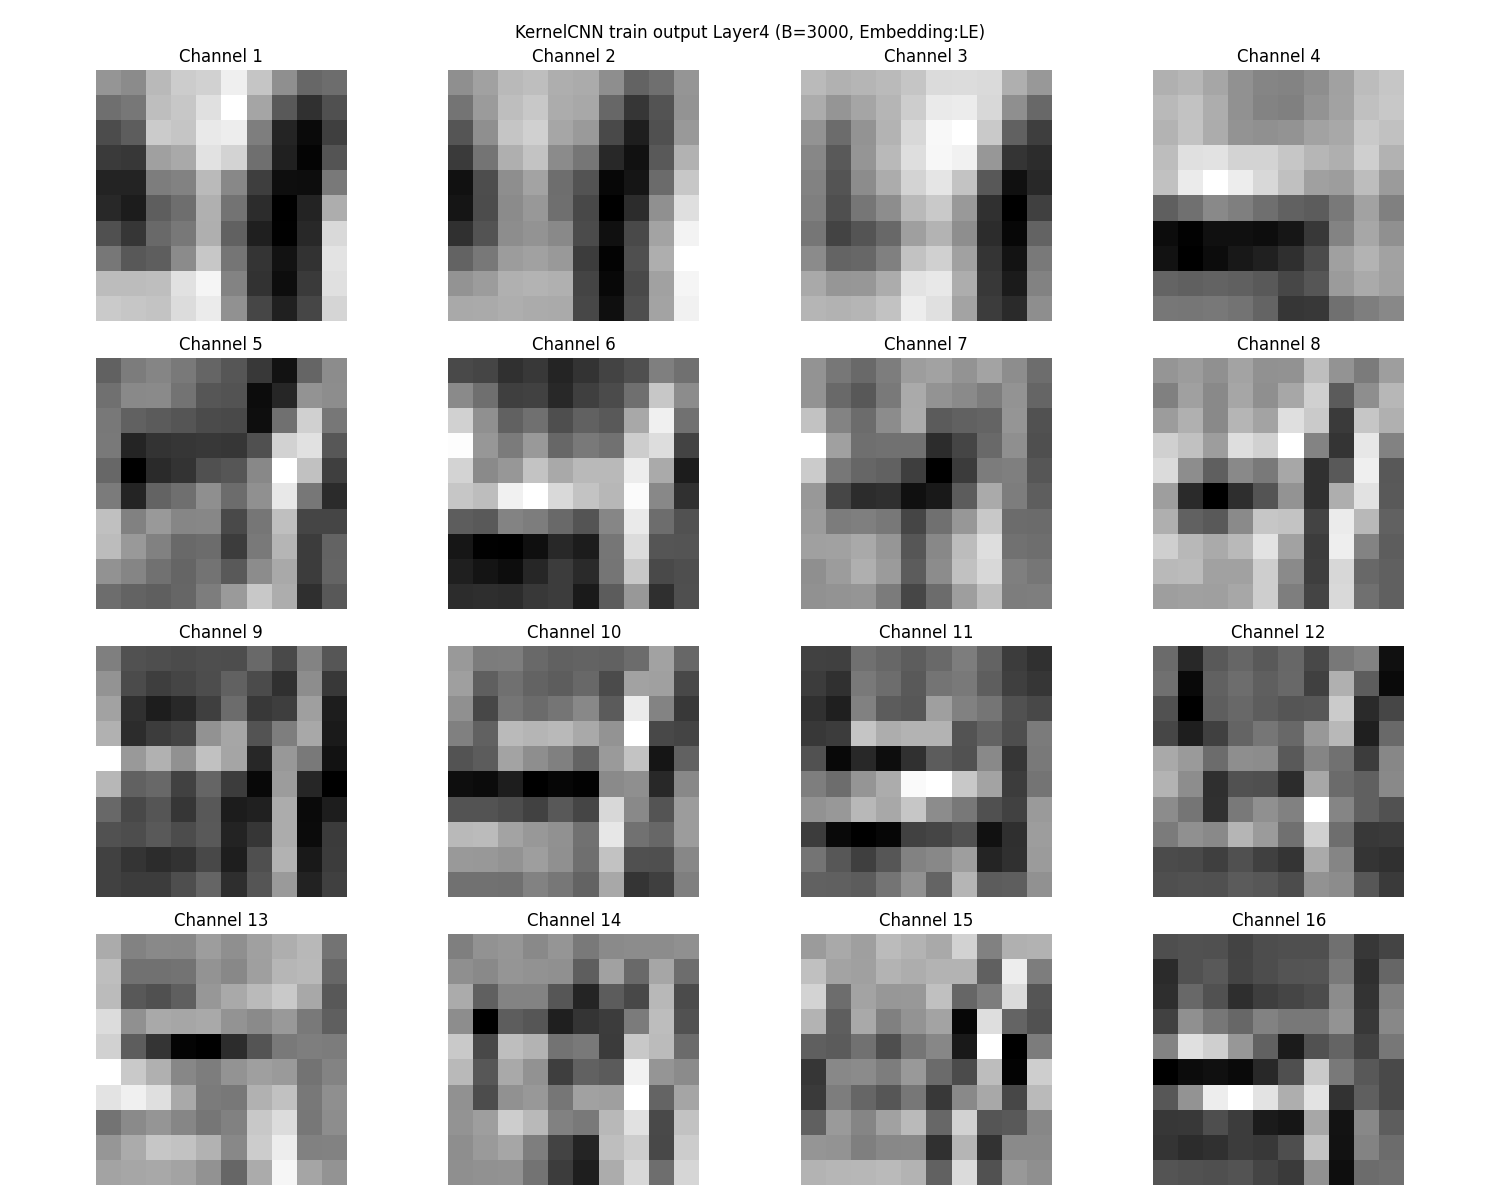 KernelCNN train output Layer4 (B=3000, Embedding:LE)
Channel 1
Channel 2
Channel 3
Channel 4
Channel 5
Channel 6
Channel 7
Channel 8
Channel 9
Channel 10
Channel 11
Channel 12
Channel 13
Channel 14
Channel 15
Channel 16